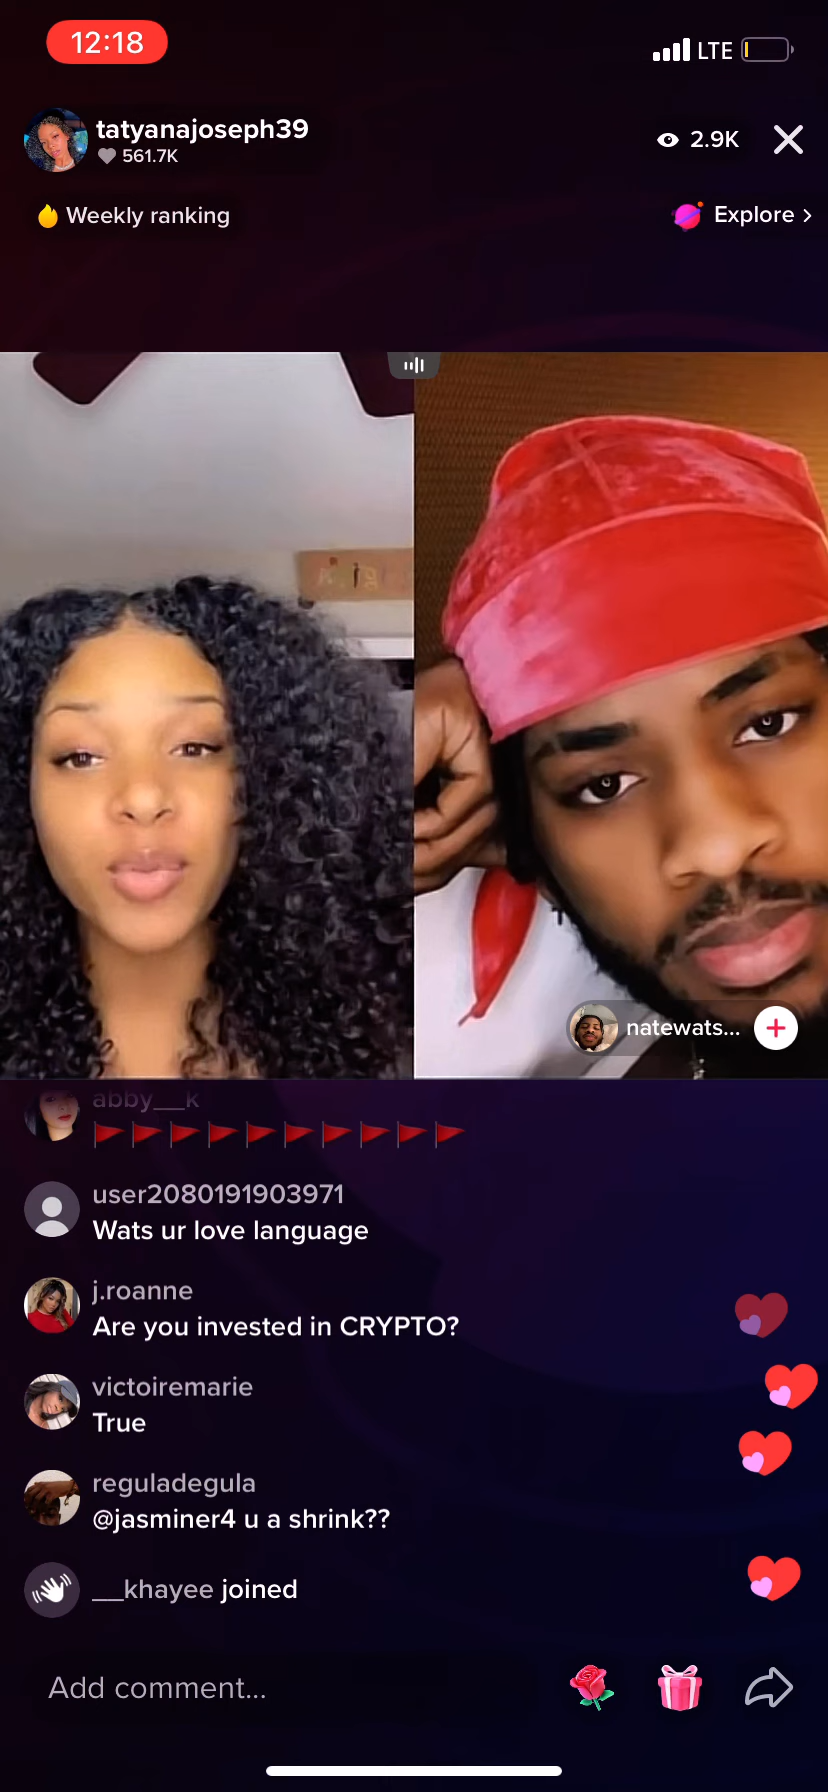 12:18
LTE
tatyanajoseph39
561.7K
2.9K
Weekly ranking
Explore >
natewats...
abby__k
user2080191903971
Wats ur love language
j.roanne
Are you invested in CRYPTO?
victoiremarie
True
reguladegula
@jasminer4 u a shrink??
__khayee joined
Add comment...